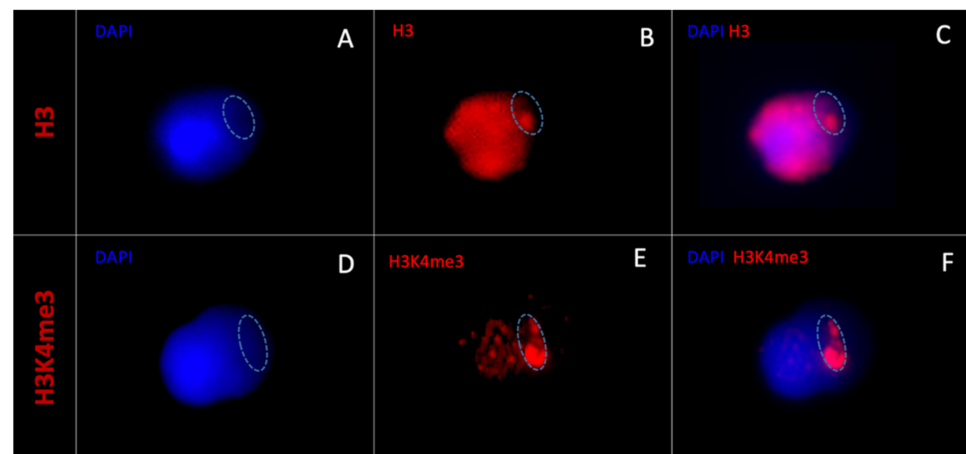 H3
DAPI A
H3 B
DAPI H3 C
H3K4me3
DAPI D
H3K4me3 E
DAPI H3K4me3 F